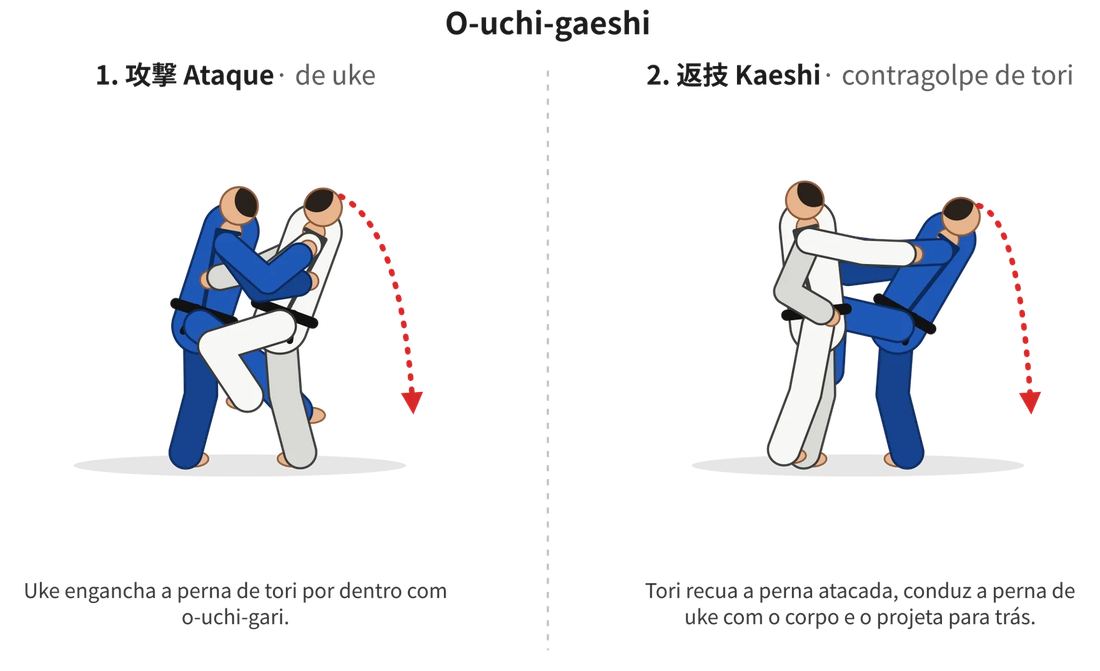 O-uchi-gaeshi
1. 攻撃 Ataque · de uke
2. 返技 Kaeshi · contragolpe de tori
Uke engancha a perna de tori por dentro com
o-uchi-gari.
Tori recua a perna atacada, conduz a perna de
uke com o corpo e o projeta para trás.